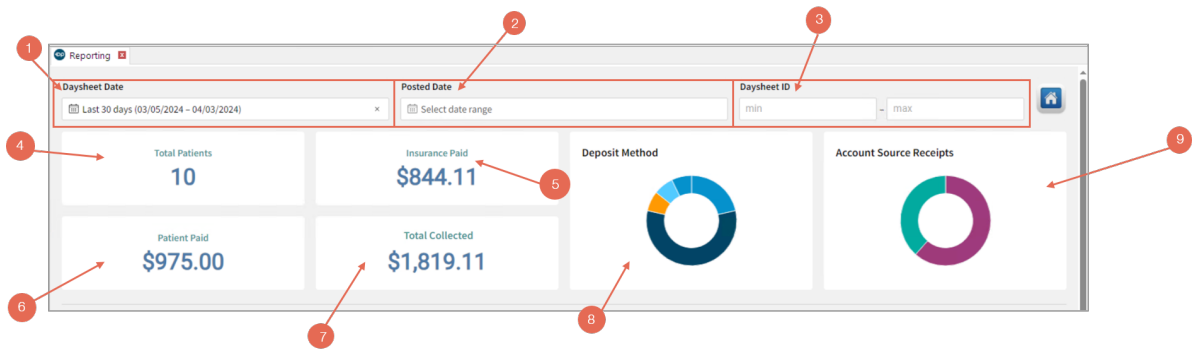 1
2
3
Reporting x
Daysheet Date
Posted Date
Daysheet ID
Last 30 days (03/05/2024 – 04/03/2024) ×
Select date range
min – max
4
Total Patients
10
Insurance Paid
$844.11
5
Deposit Method
Account Source Receipts
9
Patient Paid
$975.00
Total Collected
$1,819.11
6
7
8